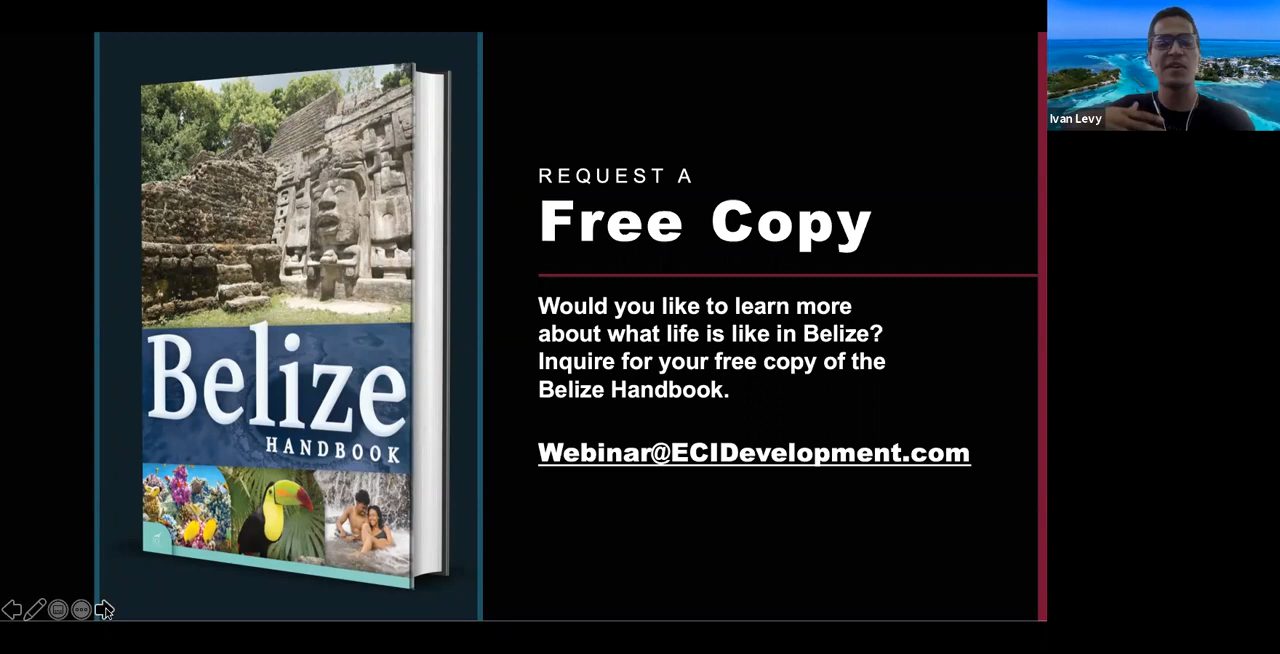 Belize
HANDBOOK
REQUEST A
Free Copy
Would you like to learn more
about what life is like in Belize?
Inquire for your free copy of the
Belize Handbook.
Webinar@ECIDevelopment.com
Ivan Levy